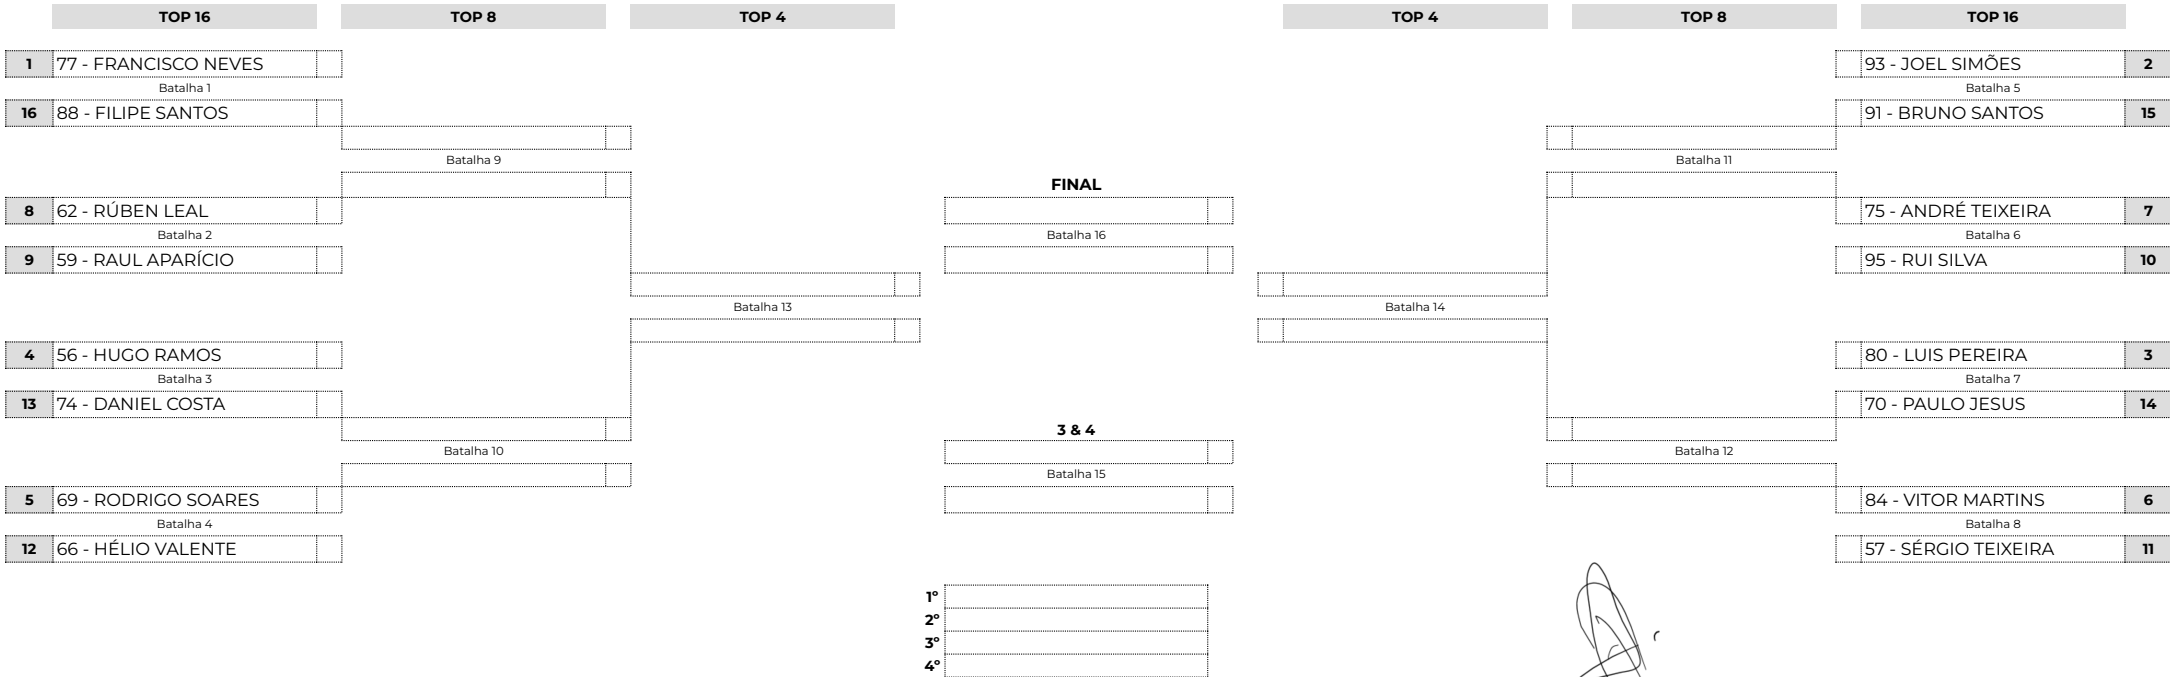 TOP 16 TOP 8 TOP 4 TOP 4 TOP 8 TOP 16
1 77 - FRANCISCO NEVES 93 - JOEL SIMÕES 2
Batalha 1 Batalha 5
16 88 - FILIPE SANTOS 91 - BRUNO SANTOS 15
Batalha 9 Batalha 11
FINAL
8 62 - RÚBEN LEAL 75 - ANDRÉ TEIXEIRA 7
Batalha 2 Batalha 16 Batalha 6
9 59 - RAUL APARÍCIO 95 - RUI SILVA 10
Batalha 13 Batalha 14
4 56 - HUGO RAMOS 80 - LUIS PEREIRA 3
Batalha 3 Batalha 7
13 74 - DANIEL COSTA 70 - PAULO JESUS 14
3 & 4
Batalha 10 Batalha 12
Batalha 15
5 69 - RODRIGO SOARES 84 - VITOR MARTINS 6
Batalha 4 Batalha 8
12 66 - HÉLIO VALENTE 57 - SÉRGIO TEIXEIRA 11
1º
2º
3º
4º